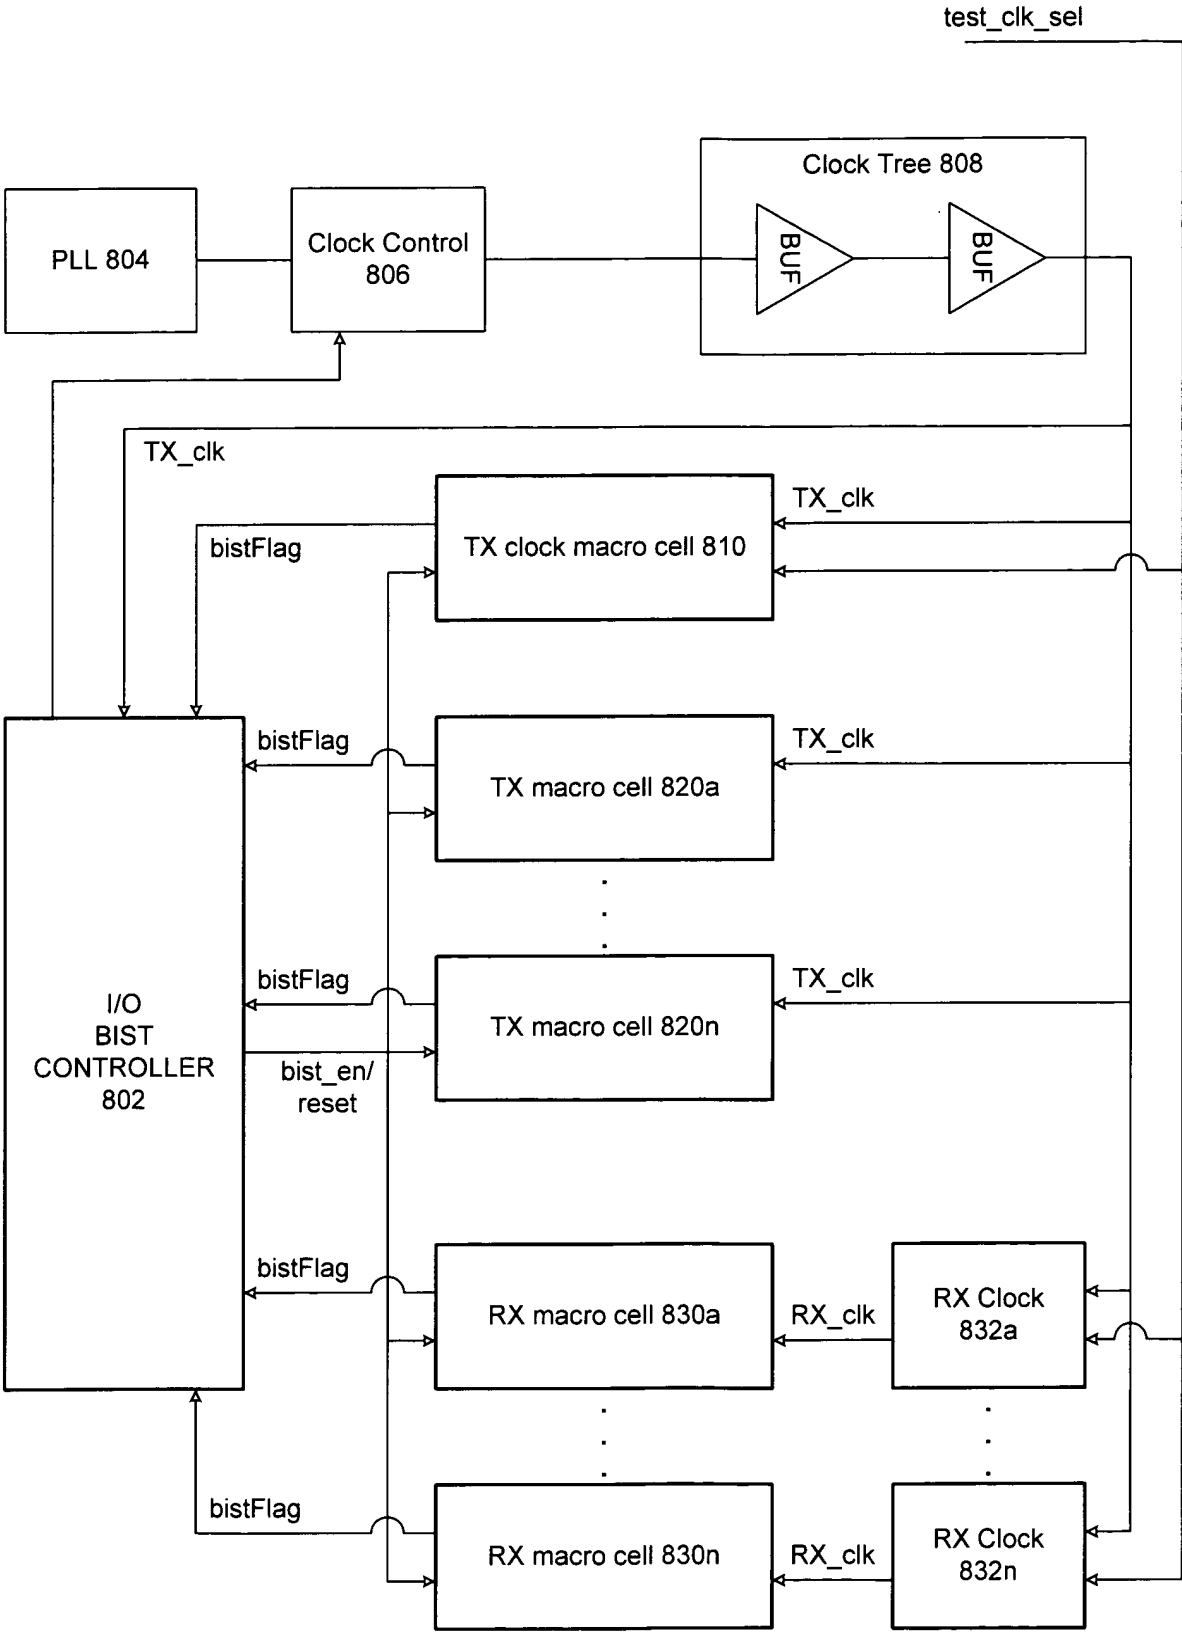 test_clk_sel
Clock Tree 808
PLL 804
Clock Control
806
BUF
BUF
TX_clk
TX_clk
bistFlag
TX clock macro cell 810
bistFlag
TX macro cell 820a
TX_clk
bistFlag
TX macro cell 820n
TX_clk
I/O
BIST
CONTROLLER
802
bist_en/
reset
bistFlag
RX macro cell 830a
RX_clk
RX Clock
832a
bistFlag
RX macro cell 830n
RX_clk
RX Clock
832n